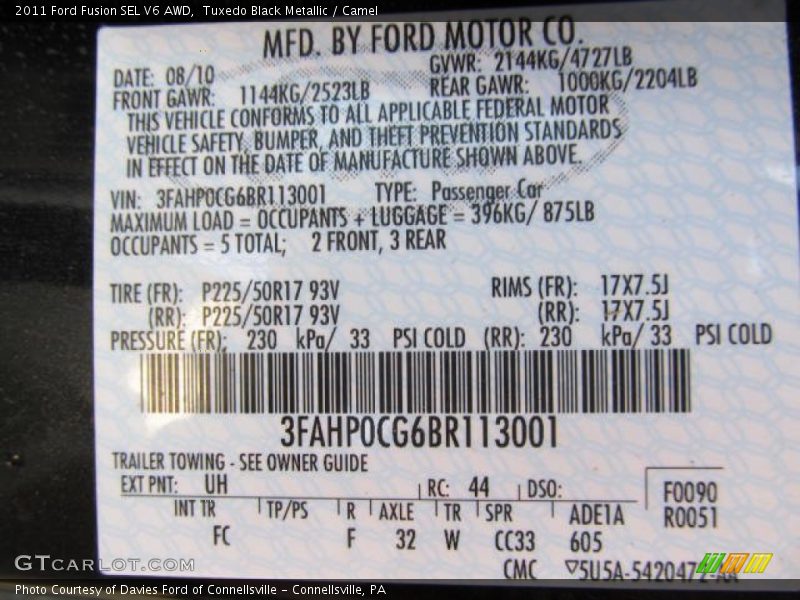 2011 Ford Fusion SEL V6 AWD, Tuxedo Black Metallic / Camel
MFD. BY FORD MOTOR CO.
DATE: 08/10 GVWR: 2144KG/4727LB
FRONT GAWR: 1144KG/2523LB REAR GAWR: 1000KG/2204LB
THIS VEHICLE CONFORMS TO ALL APPLICABLE FEDERAL MOTOR
VEHICLE SAFETY, BUMPER, AND THEFT PREVENTION STANDARDS
IN EFFECT ON THE DATE OF MANUFACTURE SHOWN ABOVE.
VIN: 3FAHP0CG6BR113001 TYPE: Passenger Car
MAXIMUM LOAD = OCCUPANTS + LUGGAGE = 396KG/ 875LB
OCCUPANTS = 5 TOTAL; 2 FRONT, 3 REAR
TIRE (FR): P225/50R17 93V RIMS (FR): 17X7.5J
(RR): P225/50R17 93V (RR): 17X7.5J
PRESSURE (FR): 230 kPa/ 33 PSI COLD (RR): 230 kPa/ 33 PSI COLD
3FAHP0CG6BR113001
TRAILER TOWING - SEE OWNER GUIDE
EXT PNT: UH RC: 44 DSO: F0090
INT TR TP/PS R AXLE TR SPR ADE1A R0051
FC F 32 W CC33 605
CMC ▽5U5A-5420472-AA
GTCARLOT.COM
Photo Courtesy of Davies Ford of Connellsville - Connellsville, PA